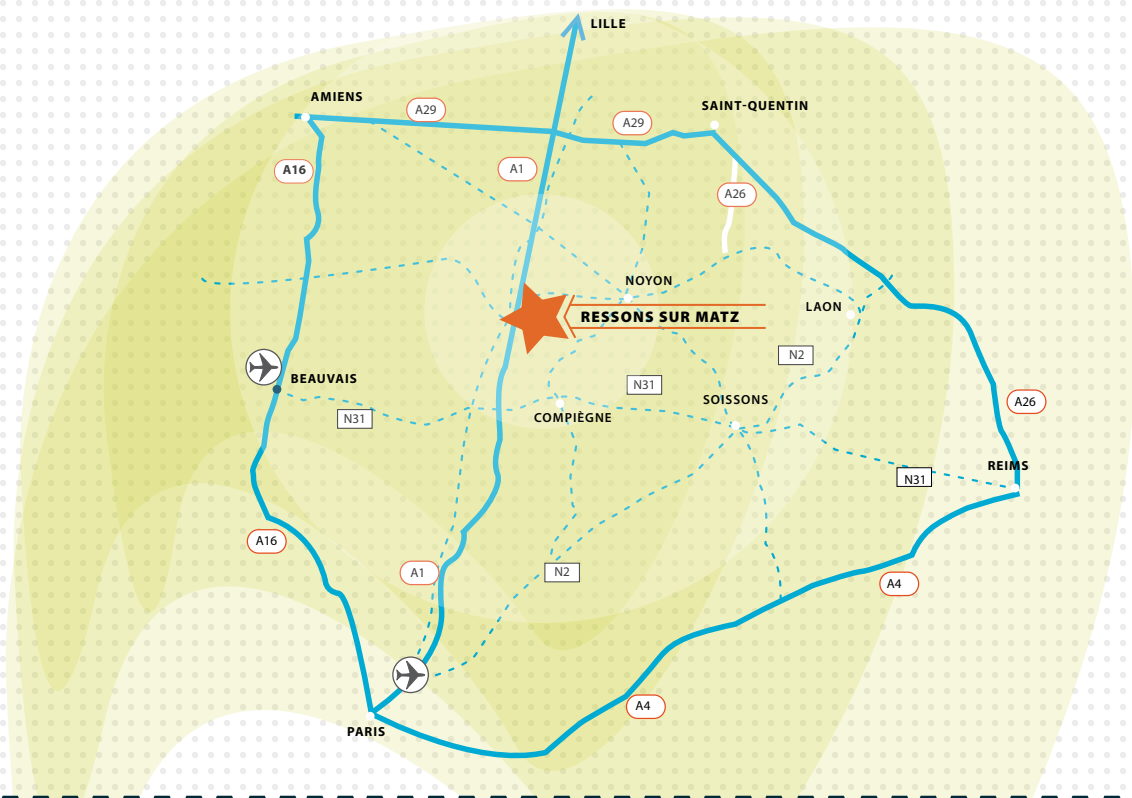 LILLE
AMIENS
A29
SAINT-QUENTIN
A29
A16
A1
A26
NOYON
LAON
RESSONS SUR MATZ
N2
BEAUVAIS
N31
SOISSONS
A26
N31
COMPIÈGNE
REIMS
N31
A16
A1
N2
A4
A4
PARIS